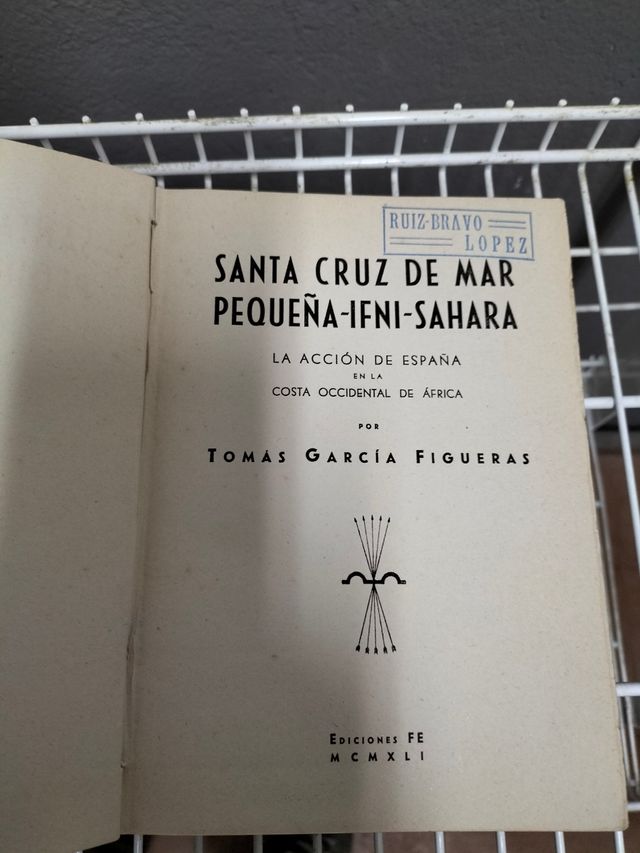 RUIZ-BRAVO
LOPEZ
SANTA CRUZ DE MAR
PEQUEÑA-IFNI-SAHARA
LA ACCIÓN DE ESPAÑA
EN LA
COSTA OCCIDENTAL DE ÁFRICA
POR
TOMÁS GARCÍA FIGUERAS
EDICIONES FE
MCMXLI